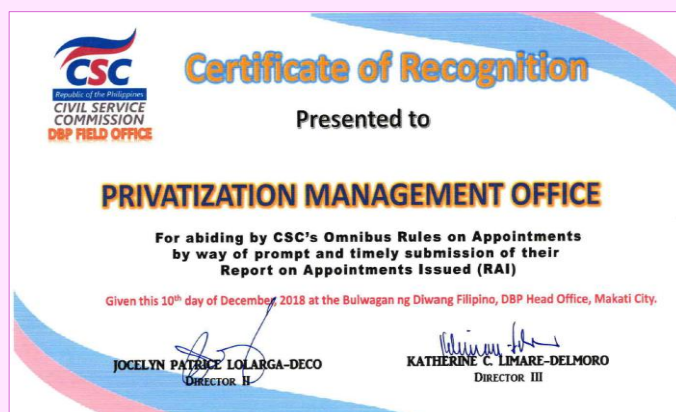 CSC
Republic of the Philippines
CIVIL SERVICE
COMMISSION
DBP FIELD OFFICE
Certificate of Recognition
Presented to
PRIVATIZATION MANAGEMENT OFFICE
For abiding by CSC's Omnibus Rules on Appointments
by way of prompt and timely submission of their
Report on Appointments Issued (RAI)
Given this 10th day of December, 2018 at the Bulwagan ng Diwang Filipino, DBP Head Office, Makati City.
JOCELYN PATRICE LOLARGA-DECO
DIRECTOR II
KATHERINE C. LIMARE-DELMORO
DIRECTOR III